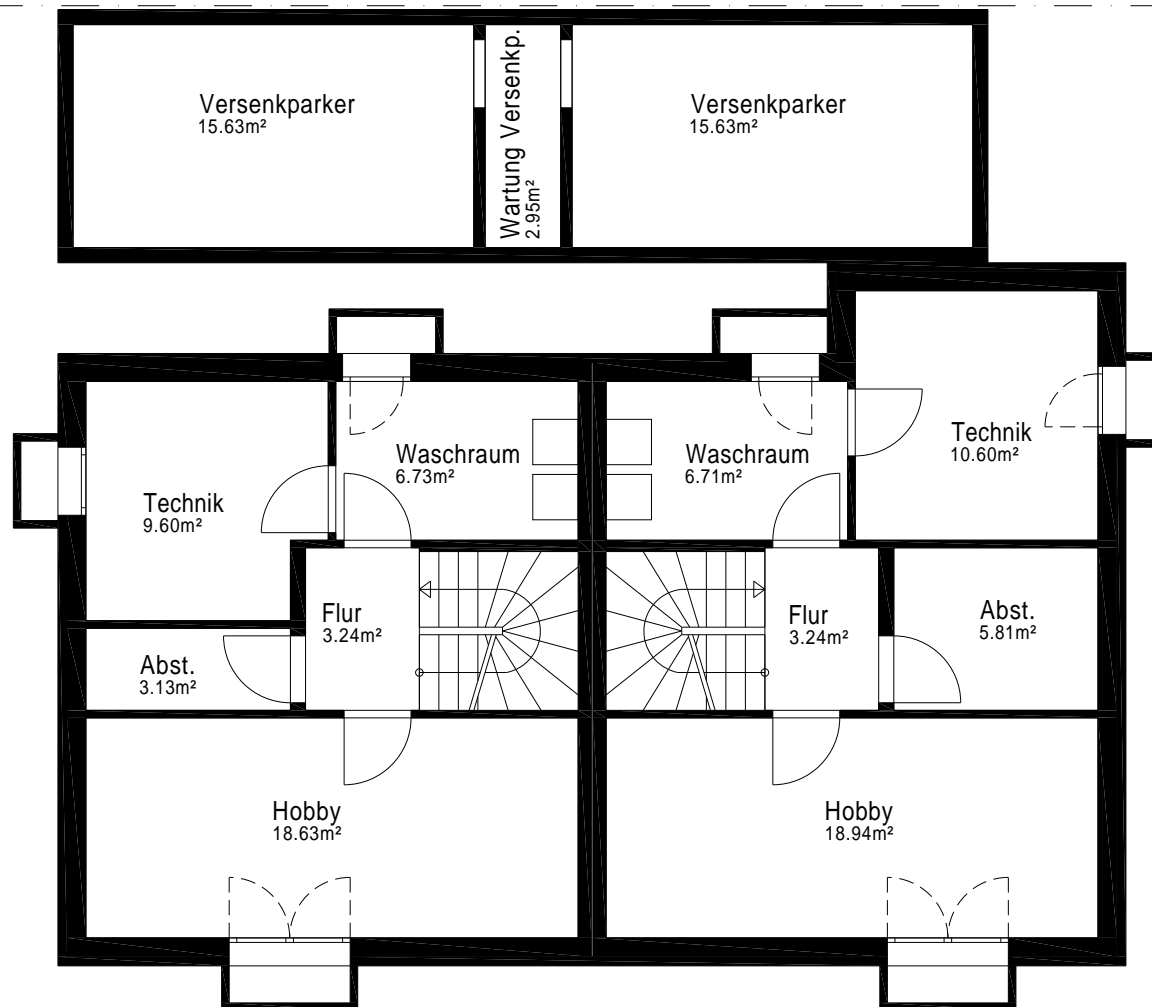 Versenkparker
15.63m²
Wartung Versenkp.
2.95m²
Versenkparker
15.63m²
Waschraum
6.73m²
Waschraum
6.71m²
Technik
10.60m²
Technik
9.60m²
Flur
3.24m²
Flur
3.24m²
Abst.
5.81m²
Abst.
3.13m²
Hobby
18.63m²
Hobby
18.94m²